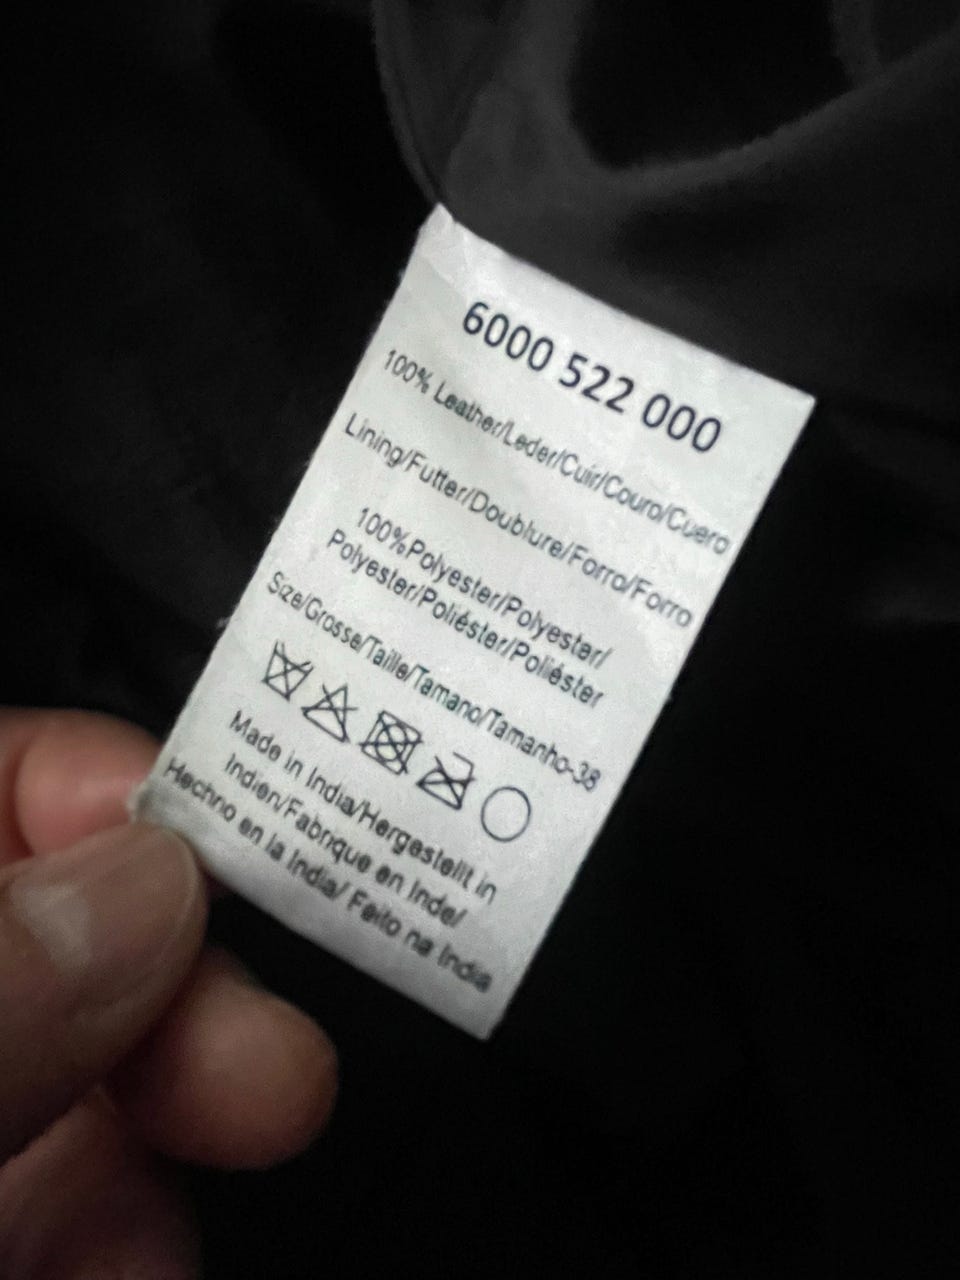 6000 522 000
100% Leather/Leder/Cuir/Couro/Cuero
Lining/Futter/Doublure/Forro/Forro
100%Polyester/Polyester/
Polyester/Poliéster/Poliéster
Size/Grosse/Taille/Tamano/Tamanho-38
Made in India/Hergestellt in
Indien/Fabrique en Inde/
Hechno en la India/ Feito na India